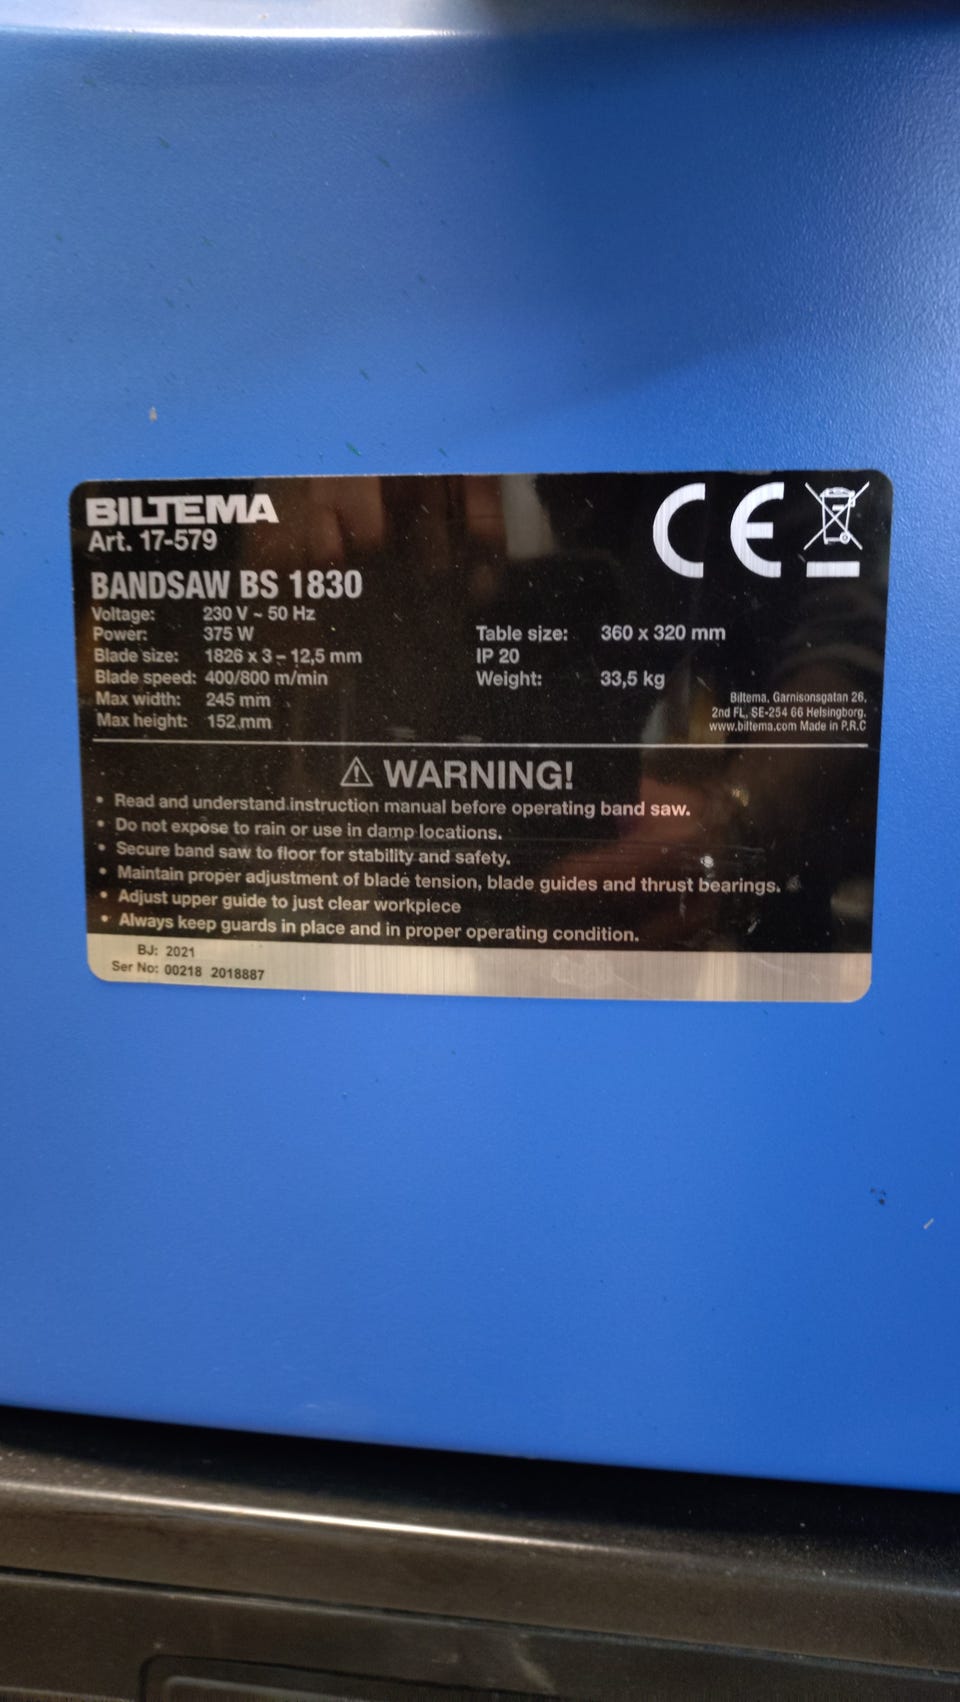 BILTEMA
Art. 17-579
BANDSAW BS 1830
Voltage: 230 V ~ 50 Hz
Power: 375 W
Blade size: 1826 x 3 – 12,5 mm
Blade speed: 400/800 m/min
Max width: 245 mm
Max height: 152 mm
Table size: 360 x 320 mm
IP 20
Weight: 33,5 kg
CE
Biltema, Garnisonsgatan 26,
2nd FL, SE-254 66 Helsingborg.
www.biltema.com Made in P.R.C
WARNING!
• Read and understand instruction manual before operating band saw.
• Do not expose to rain or use in damp locations.
• Secure band saw to floor for stability and safety.
• Maintain proper adjustment of blade tension, blade guides and thrust bearings.
• Adjust upper guide to just clear workpiece
• Always keep guards in place and in proper operating condition.
BJ: 2021
Ser No: 00218 2018887